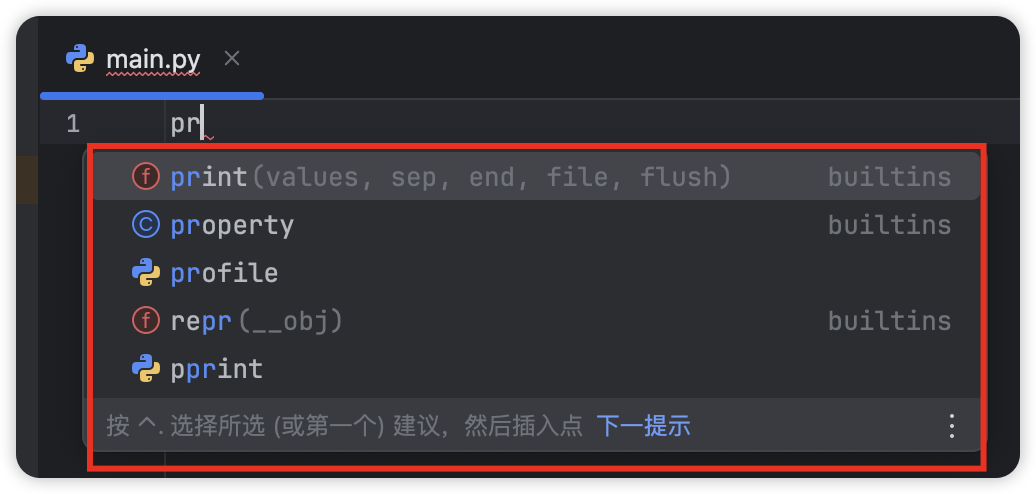 main.py
1 pr
print(values, sep, end, file, flush) builtins
property builtins
profile
repr(__obj) builtins
pprint
按 ^. 选择所选 (或第一个) 建议，然后插入点 下一提示